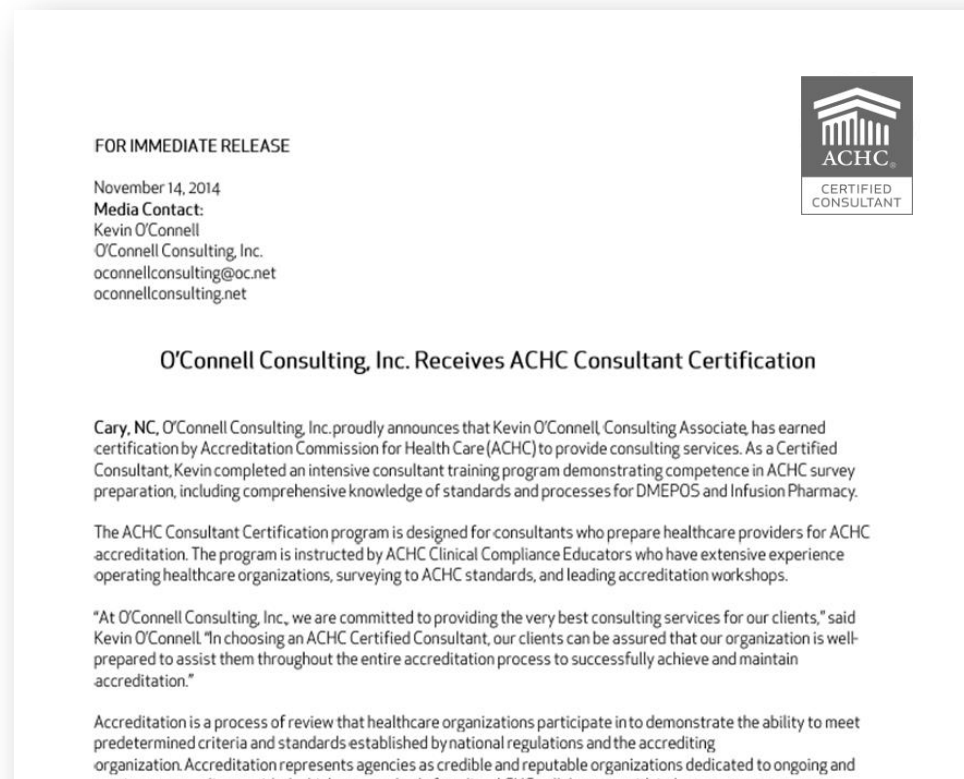 ACHC®
CERTIFIED
CONSULTANT
FOR IMMEDIATE RELEASE
November 14, 2014
Media Contact:
Kevin O'Connell
O'Connell Consulting, Inc.
oconnellconsulting@oc.net
oconnellconsulting.net
O'Connell Consulting, Inc. Receives ACHC Consultant Certification
Cary, NC, O'Connell Consulting, Inc. proudly announces that Kevin O'Connell, Consulting Associate, has earned
certification by Accreditation Commission for Health Care (ACHC) to provide consulting services. As a Certified
Consultant, Kevin completed an intensive consultant training program demonstrating competence in ACHC survey
preparation, including comprehensive knowledge of standards and processes for DMEPOS and Infusion Pharmacy.
The ACHC Consultant Certification program is designed for consultants who prepare healthcare providers for ACHC
accreditation. The program is instructed by ACHC Clinical Compliance Educators who have extensive experience
operating healthcare organizations, surveying to ACHC standards, and leading accreditation workshops.
“At O'Connell Consulting, Inc., we are committed to providing the very best consulting services for our clients,” said
Kevin O'Connell. “In choosing an ACHC Certified Consultant, our clients can be assured that our organization is well-
prepared to assist them throughout the entire accreditation process to successfully achieve and maintain
accreditation.”
Accreditation is a process of review that healthcare organizations participate in to demonstrate the ability to meet
predetermined criteria and standards established by national regulations and the accrediting
organization. Accreditation represents agencies as credible and reputable organizations dedicated to ongoing and